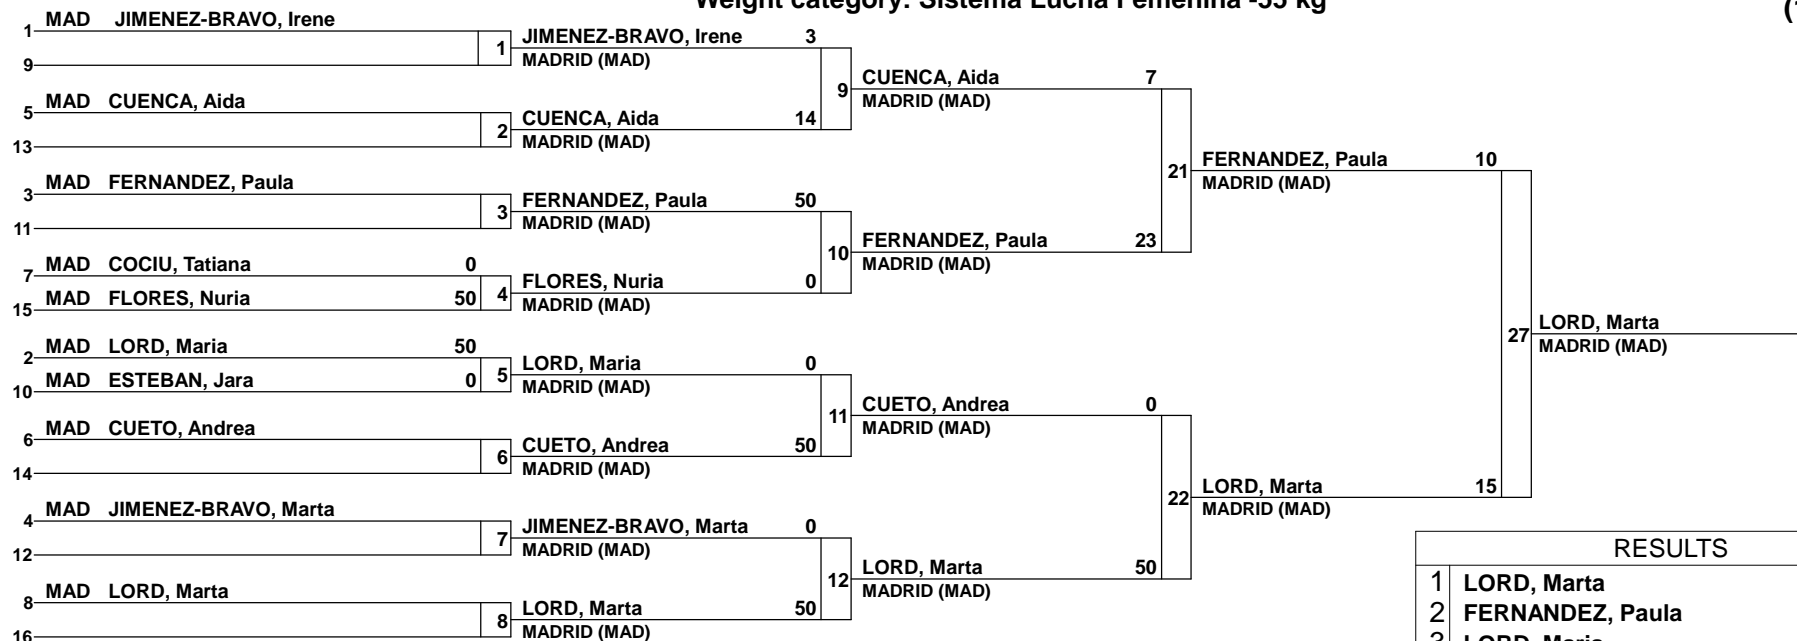 Weight category: Sistema Lucha Femenina -55 kg
1 MAD JIMENEZ-BRAVO, Irene
9
1 JIMENEZ-BRAVO, Irene 3
MADRID (MAD)
5 MAD CUENCA, Aida
13
2 CUENCA, Aida 14
MADRID (MAD)
9 CUENCA, Aida 7
MADRID (MAD)
3 MAD FERNANDEZ, Paula
11
3 FERNANDEZ, Paula 50
MADRID (MAD)
7 MAD COCIU, Tatiana 0
15 MAD FLORES, Nuria 50
4 FLORES, Nuria 0
MADRID (MAD)
10 FERNANDEZ, Paula 23
MADRID (MAD)
21 FERNANDEZ, Paula 10
MADRID (MAD)
2 MAD LORD, Maria 50
10 MAD ESTEBAN, Jara 0
5 LORD, Maria 0
MADRID (MAD)
6 MAD CUETO, Andrea
14
6 CUETO, Andrea 50
MADRID (MAD)
11 CUETO, Andrea 0
MADRID (MAD)
4 MAD JIMENEZ-BRAVO, Marta
12
7 JIMENEZ-BRAVO, Marta 0
MADRID (MAD)
8 MAD LORD, Marta
16
8 LORD, Marta 50
MADRID (MAD)
12 LORD, Marta 50
MADRID (MAD)
22 LORD, Marta 15
MADRID (MAD)
27 LORD, Marta
MADRID (MAD)
RESULTS
1 LORD, Marta
2 FERNANDEZ, Paula
3 LORD, Maria